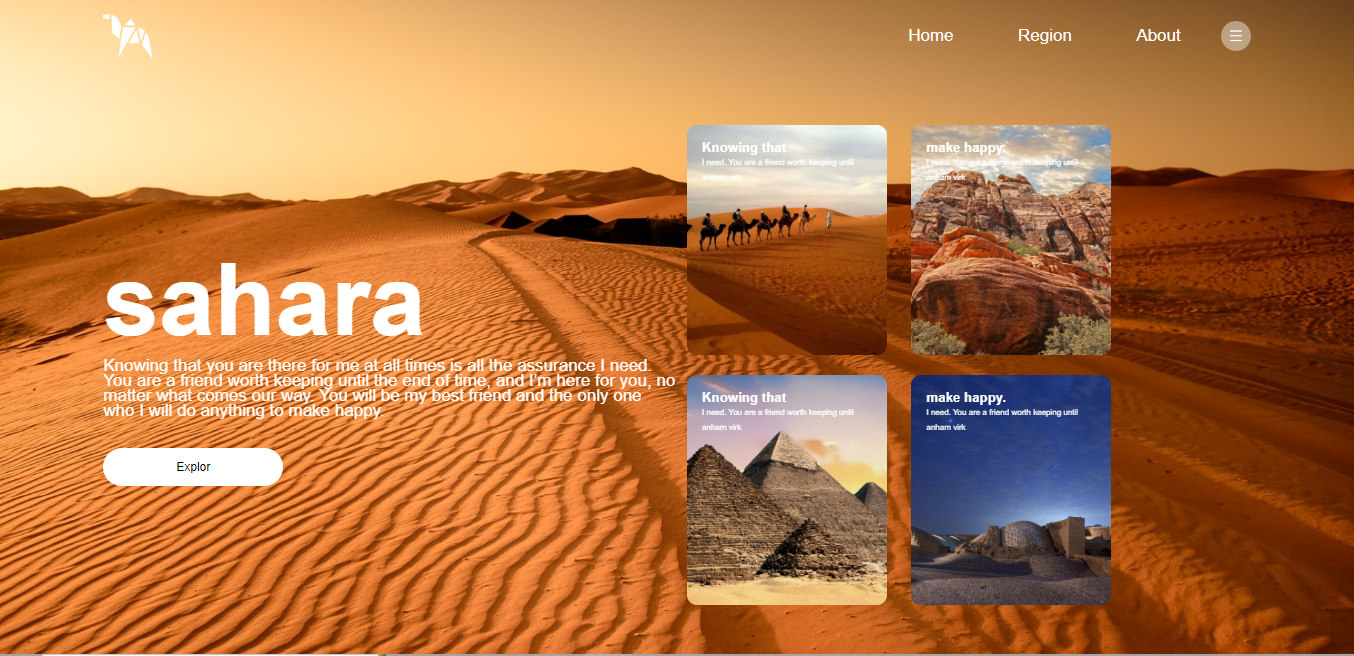 Home
Region
About
Knowing that
I need. You are a friend worth keeping until
anham virk
make happy.
I need. You are a friend worth keeping until
anham virk
sahara
Knowing that you are there for me at all times is all the assurance I need.
You are a friend worth keeping until the end of time, and I'm here for you, no
matter what comes our way. You will be my best friend and the only one
who I will do anything to make happy.
Explor
Knowing that
I need. You are a friend worth keeping until
anham virk
make happy.
I need. You are a friend worth keeping until
anham virk